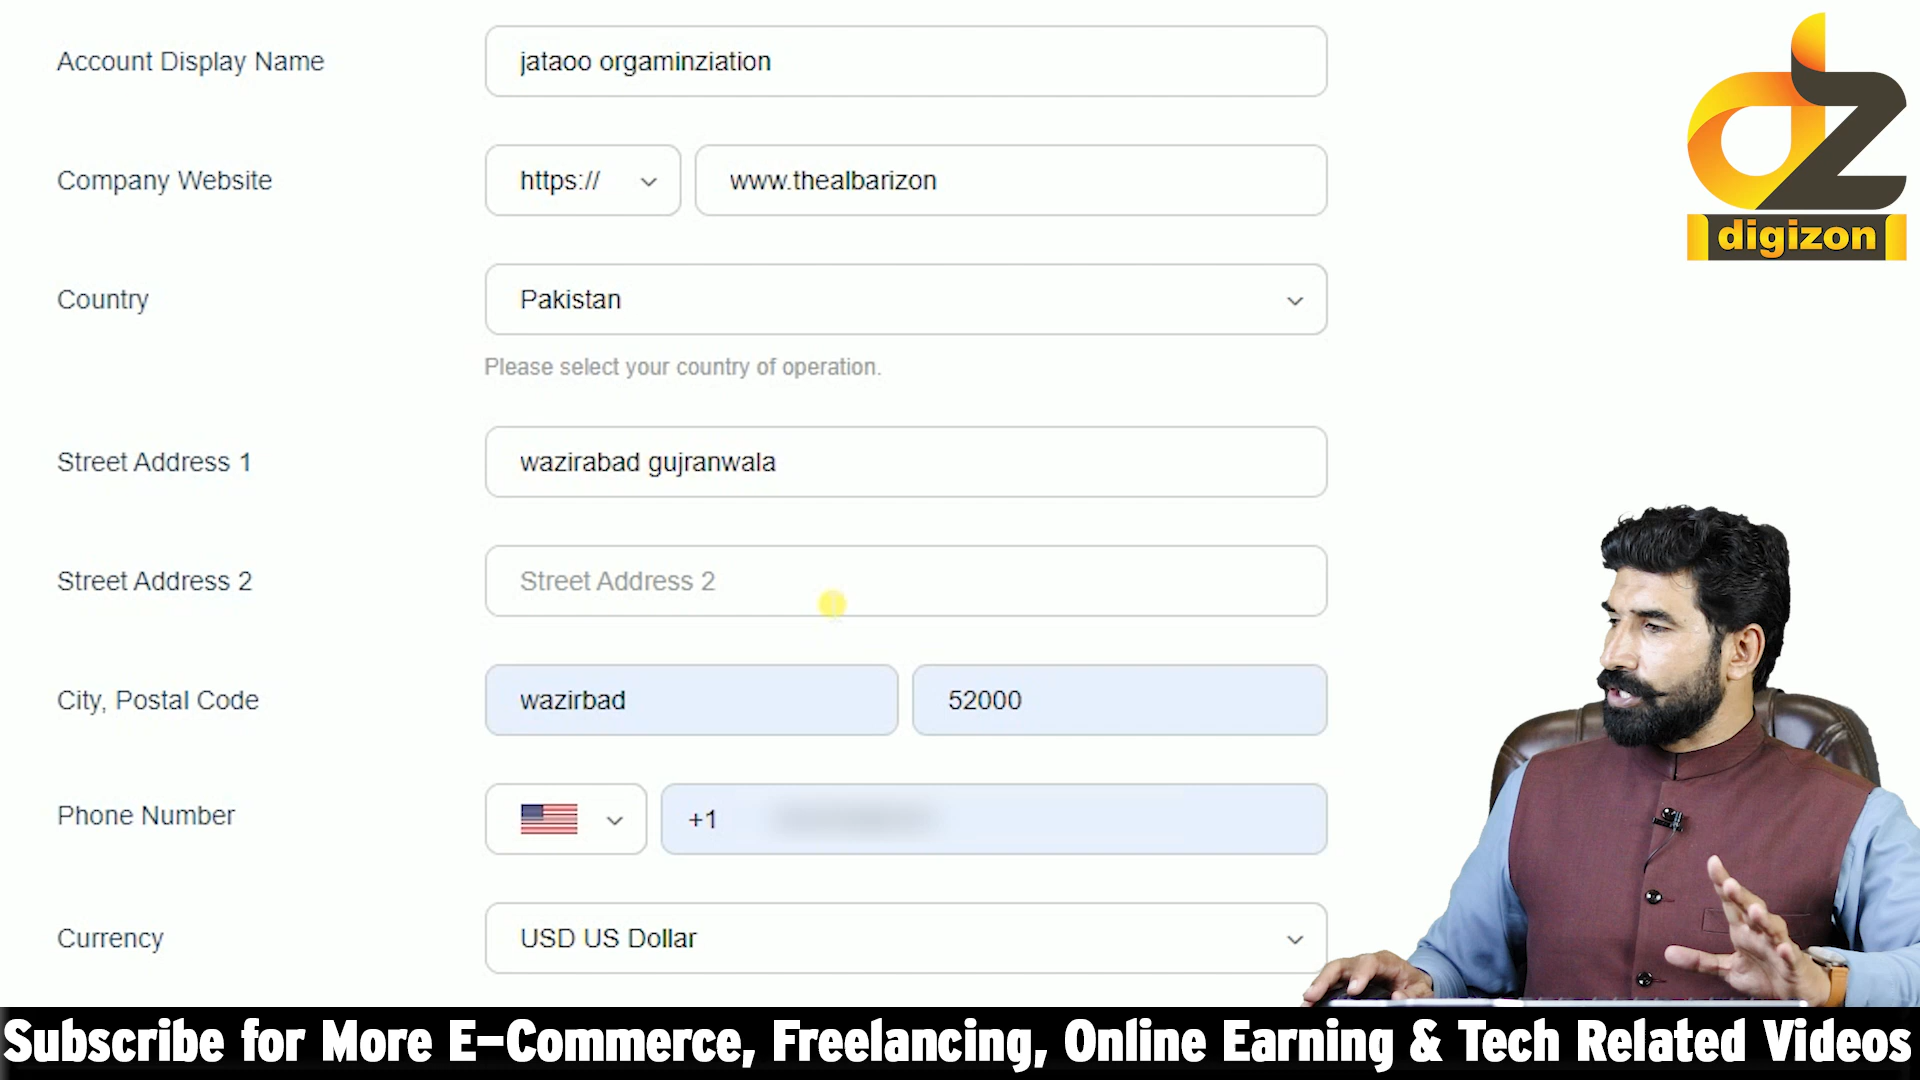 Account Display Name
jataoo orgaminziation
Company Website
https://
www.thealbarizon
Country
Pakistan
Please select your country of operation.
Street Address 1
wazirabad gujranwala
Street Address 2
Street Address 2
City, Postal Code
wazirbad
52000
Phone Number
+1
Currency
USD US Dollar
dz
digizon
Subscribe for More E-Commerce, Freelancing, Online Earning & Tech Related Videos